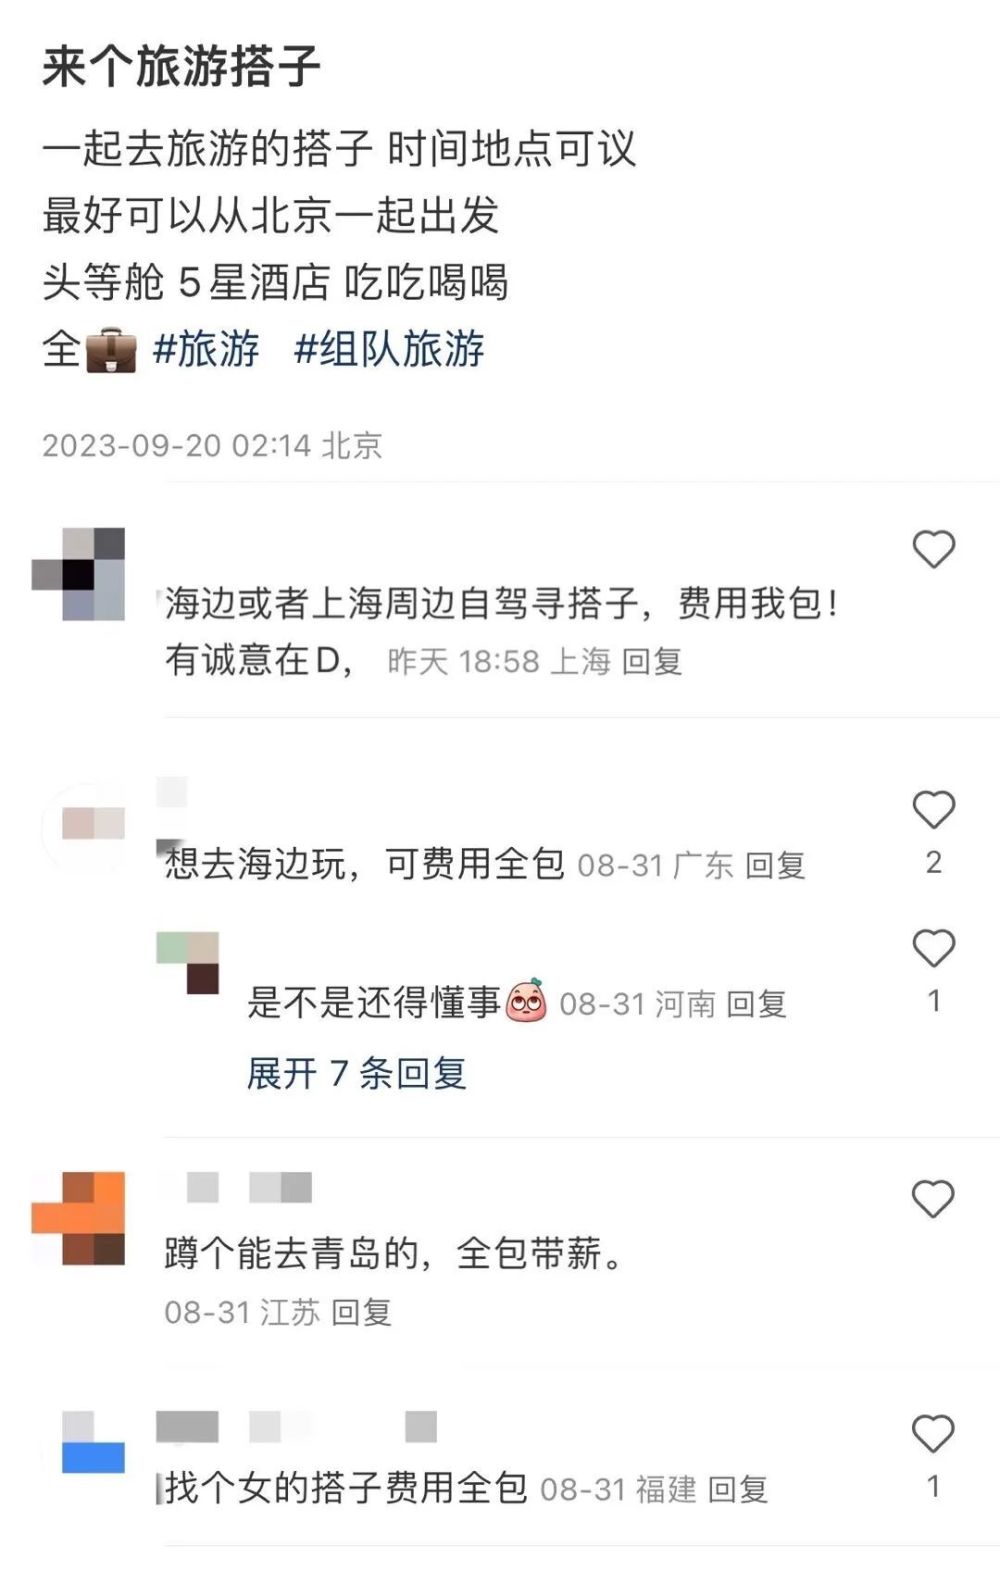 来个旅游搭子
一起去旅游的搭子 时间地点可议
最好可以从北京一起出发
头等舱 5星酒店 吃吃喝喝
全💼 #旅游 #组队旅游
2023-09-20 02:14 北京
海边或者上海周边自驾寻搭子，费用我包！
有诚意在D， 昨天 18:58 上海 回复
想去海边玩，可费用全包 08-31 广东 回复
2
是不是还得懂事 08-31 河南 回复
1
展开 7 条回复
蹲个能去青岛的，全包带薪。
08-31 江苏 回复
找个女的搭子费用全包 08-31 福建 回复
1